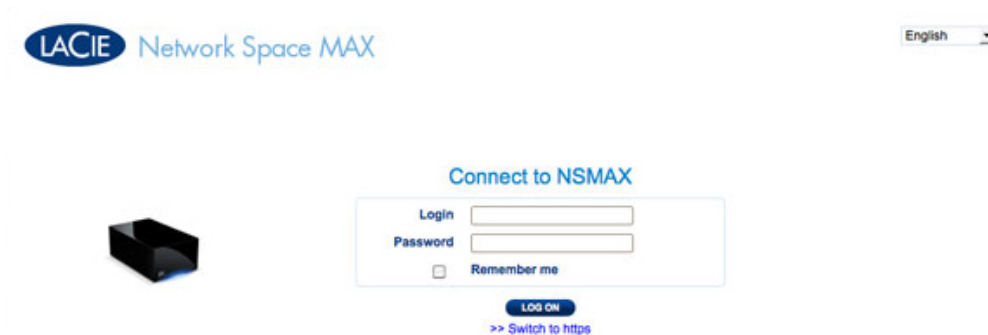 LACIE Network Space MAX
English
Connect to NSMAX
Login
Password
Remember me
LOG ON
>> Switch to https